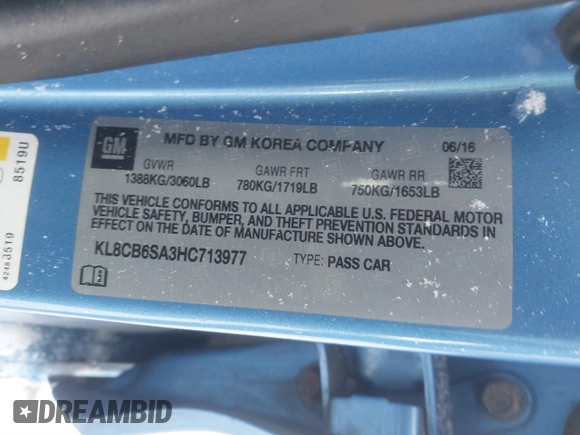 GM
MFD BY GM KOREA COMPANY 06/16
GVWR GAWR FRT GAWR RR
1388KG/3060LB 780KG/1719LB 750KG/1653LB
THIS VEHICLE CONFORMS TO ALL APPLICABLE U.S. FEDERAL MOTOR
VEHICLE SAFETY, BUMPER, AND THEFT PREVENTION STANDARDS IN
EFFECT ON THE DATE OF MANUFACTURE SHOWN ABOVE.
KL8CB6SA3HC713977 TYPE: PASS CAR
8519U
42483519
DREAMBID